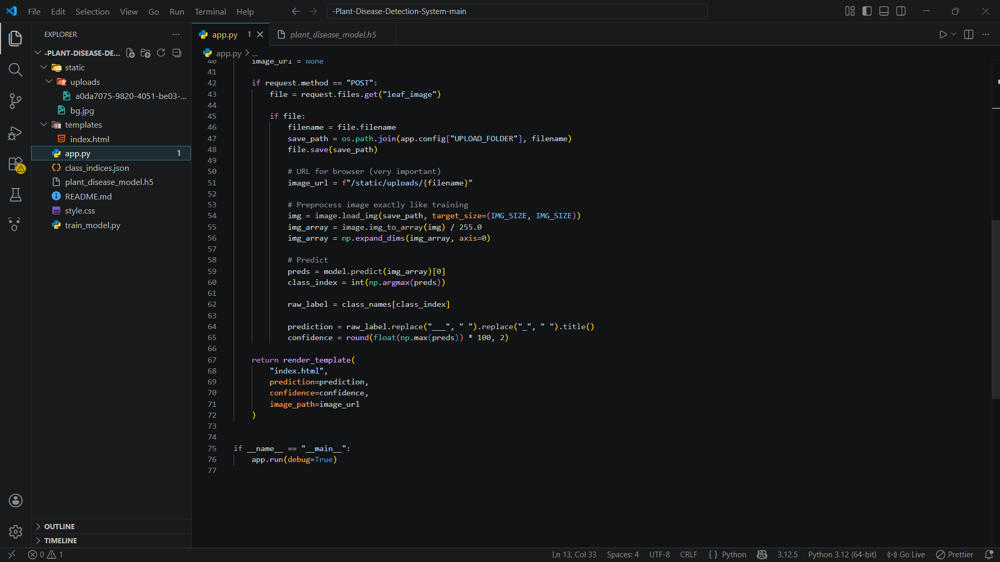 File Edit Selection View Go Run Terminal Help
-Plant-Disease-Detection-System-main
EXPLORER
-PLANT-DISEASE-DE...
static
uploads
a0da7075-9820-4051-be03-...
bg.jpg
templates
index.html
app.py 1
class_indices.json
plant_disease_model.h5
README.md
style.css
train_model.py
OUTLINE
TIMELINE
app.py 1
plant_disease_model.h5
app.py > ...
40 image_url = None
41
42 if request.method == "POST":
43 file = request.files.get("leaf_image")
44
45 if file:
46 filename = file.filename
47 save_path = os.path.join(app.config["UPLOAD_FOLDER"], filename)
48 file.save(save_path)
49
50 # URL for browser (very important)
51 image_url = f"/static/uploads/{filename}"
52
53 # Preprocess image exactly like training
54 img = image.load_img(save_path, target_size=(IMG_SIZE, IMG_SIZE))
55 img_array = image.img_to_array(img) / 255.0
56 img_array = np.expand_dims(img_array, axis=0)
57
58 # Predict
59 preds = model.predict(img_array)[0]
60 class_index = int(np.argmax(preds))
61
62 raw_label = class_names[class_index]
63
64 prediction = raw_label.replace("___", " ").replace("_", " ").title()
65 confidence = round(float(np.max(preds)) * 100, 2)
66
67 return render_template(
68 "index.html",
69 prediction=prediction,
70 confidence=confidence,
71 image_path=image_url
72 )
73
74
75 if __name__ == "__main__":
76 app.run(debug=True)
77
0 1 Ln 13, Col 33 Spaces: 4 UTF-8 CRLF { } Python 3.12.5 Python 3.12 (64-bit) Go Live Prettier